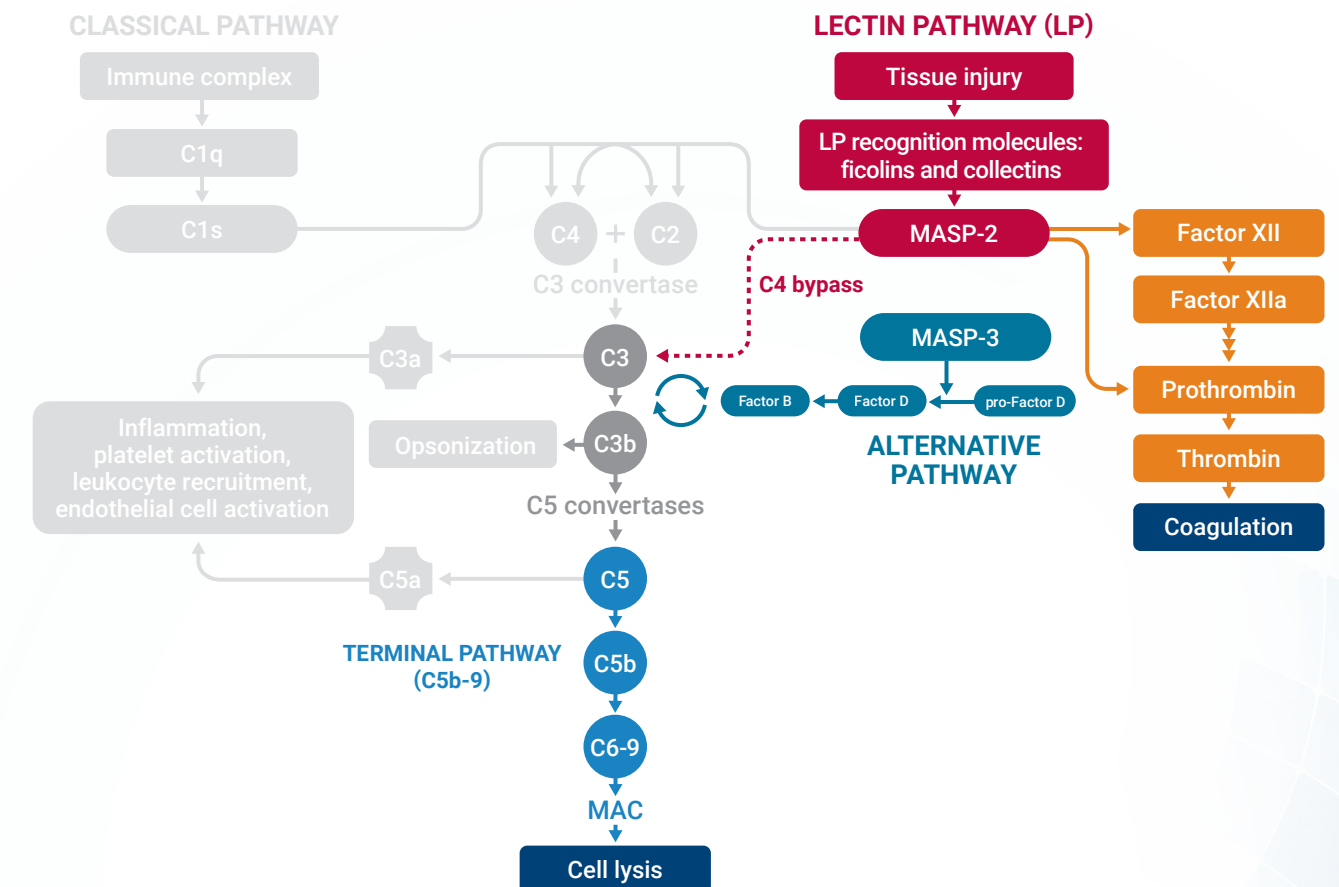 CLASSICAL PATHWAY
Immune complex
C1q
C1s
C4
+
C2
C3 convertase
LECTIN PATHWAY (LP)
Tissue injury
LP recognition molecules:
ficolins and collectins
MASP-2
C4 bypass
Factor XII
Factor XIIa
Prothrombin
Thrombin
Coagulation
MASP-3
Factor B
Factor D
pro-Factor D
ALTERNATIVE
PATHWAY
C3
C3a
C3b
Opsonization
Inflammation,
platelet activation,
leukocyte recruitment,
endothelial cell activation
C5 convertases
C5
C5a
TERMINAL PATHWAY
(C5b-9)
C5b
C6-9
MAC
Cell lysis